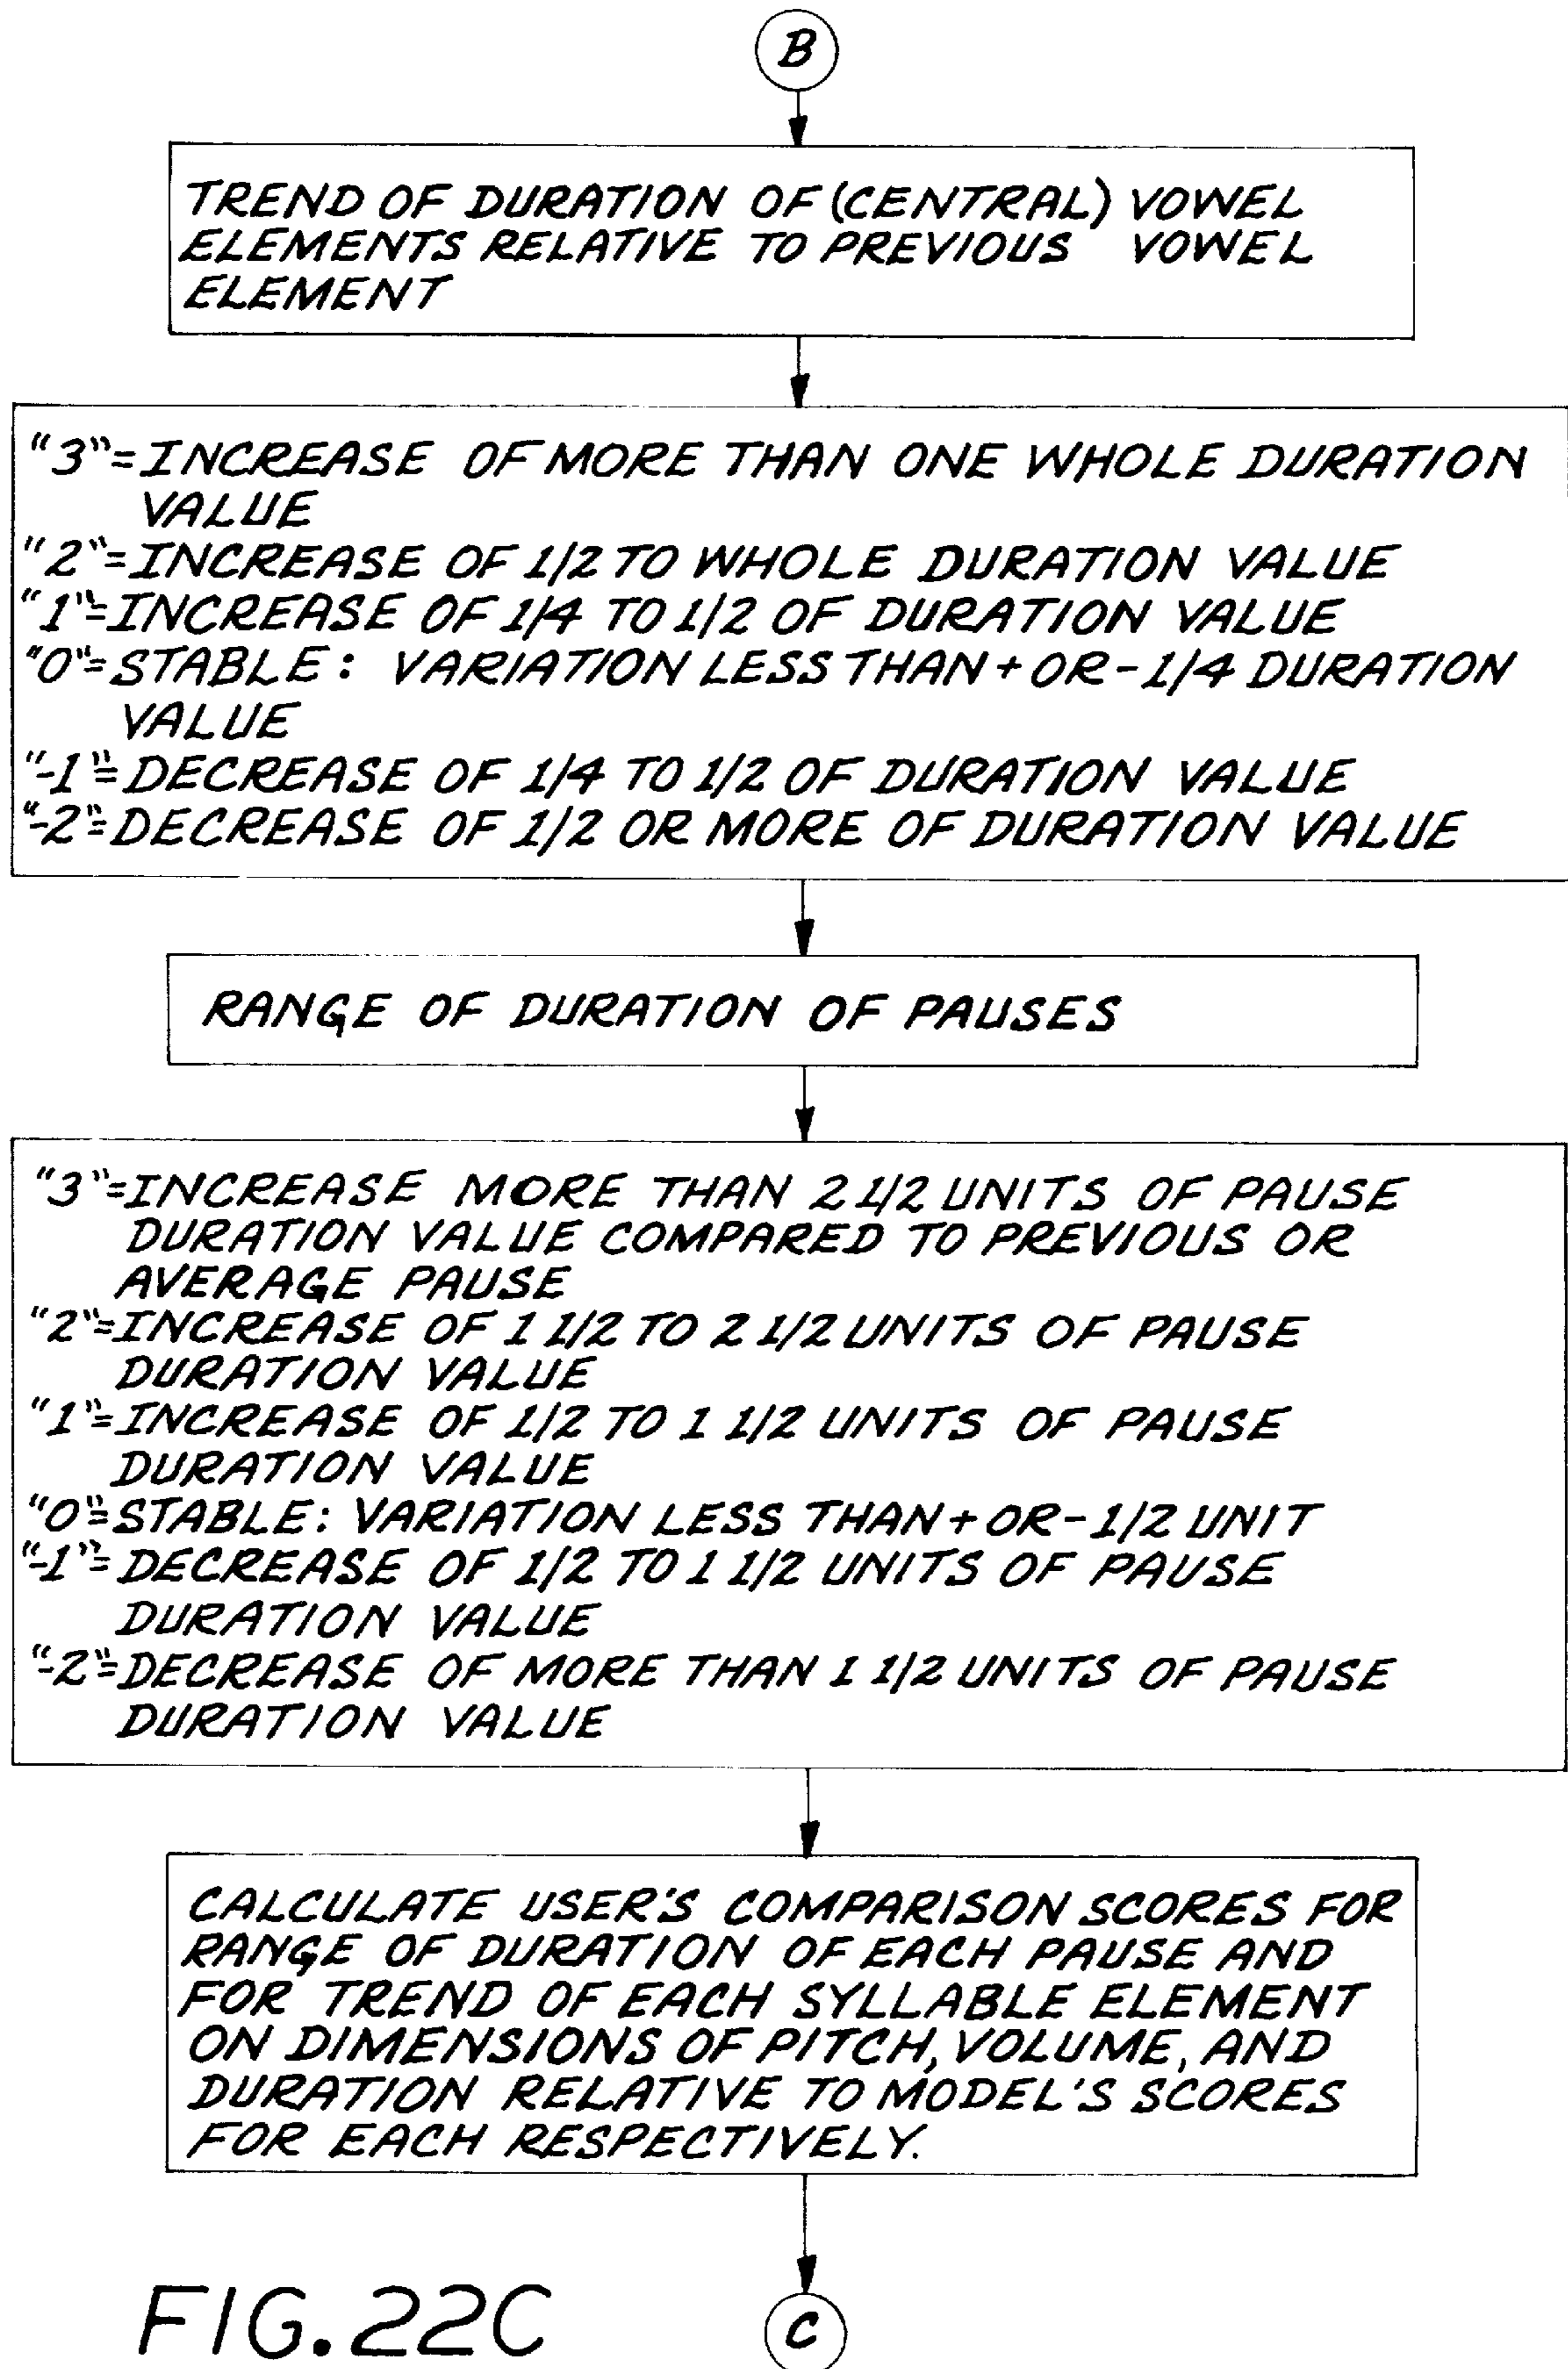 B
TREND OF DURATION OF (CENTRAL) VOWEL
ELEMENTS RELATIVE TO PREVIOUS VOWEL
ELEMENT
"3"=INCREASE OF MORE THAN ONE WHOLE DURATION
VALUE
"2"=INCREASE OF 1/2 TO WHOLE DURATION VALUE
"1"=INCREASE OF 1/4 TO 1/2 OF DURATION VALUE
"0"=STABLE: VARIATION LESS THAN + OR - 1/4 DURATION
VALUE
"-1"=DECREASE OF 1/4 TO 1/2 OF DURATION VALUE
"-2"=DECREASE OF 1/2 OR MORE OF DURATION VALUE
RANGE OF DURATION OF PAUSES
"3"=INCREASE MORE THAN 2 1/2 UNITS OF PAUSE
DURATION VALUE COMPARED TO PREVIOUS OR
AVERAGE PAUSE
"2"=INCREASE OF 1 1/2 TO 2 1/2 UNITS OF PAUSE
DURATION VALUE
"1"=INCREASE OF 1/2 TO 1 1/2 UNITS OF PAUSE
DURATION VALUE
"0"=STABLE: VARIATION LESS THAN + OR - 1/2 UNIT
"-1"=DECREASE OF 1/2 TO 1 1/2 UNITS OF PAUSE
DURATION VALUE
"-2"=DECREASE OF MORE THAN 1 1/2 UNITS OF PAUSE
DURATION VALUE
CALCULATE USER'S COMPARISON SCORES FOR
RANGE OF DURATION OF EACH PAUSE AND
FOR TREND OF EACH SYLLABLE ELEMENT
ON DIMENSIONS OF PITCH, VOLUME, AND
DURATION RELATIVE TO MODEL'S SCORES
FOR EACH RESPECTIVELY.
FIG. 22C
C